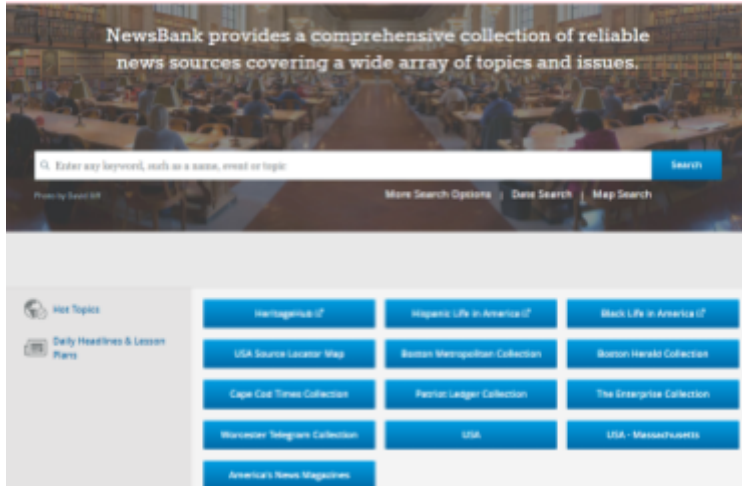 NewsBank provides a comprehensive collection of reliable
news sources covering a wide array of topics and issues.
Enter any keyword, such as a name, event or topic
Search
Photo by David Iliff
More Search Options | Date Search | Map Search
Hot Topics
Daily Headlines & Lesson
Plans
HeritageHub
Hispanic Life in America
Black Life in America
USA Source Locator Map
Boston Metropolitan Collection
Boston Herald Collection
Cape Cod Times Collection
Patriot Ledger Collection
The Enterprise Collection
Worcester Telegram Collection
USA
USA - Massachusetts
America's News Magazines